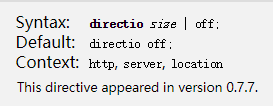 Syntax: directio size | off;
Default: directio off;
Context: http, server, location
This directive appeared in version 0.7.7.